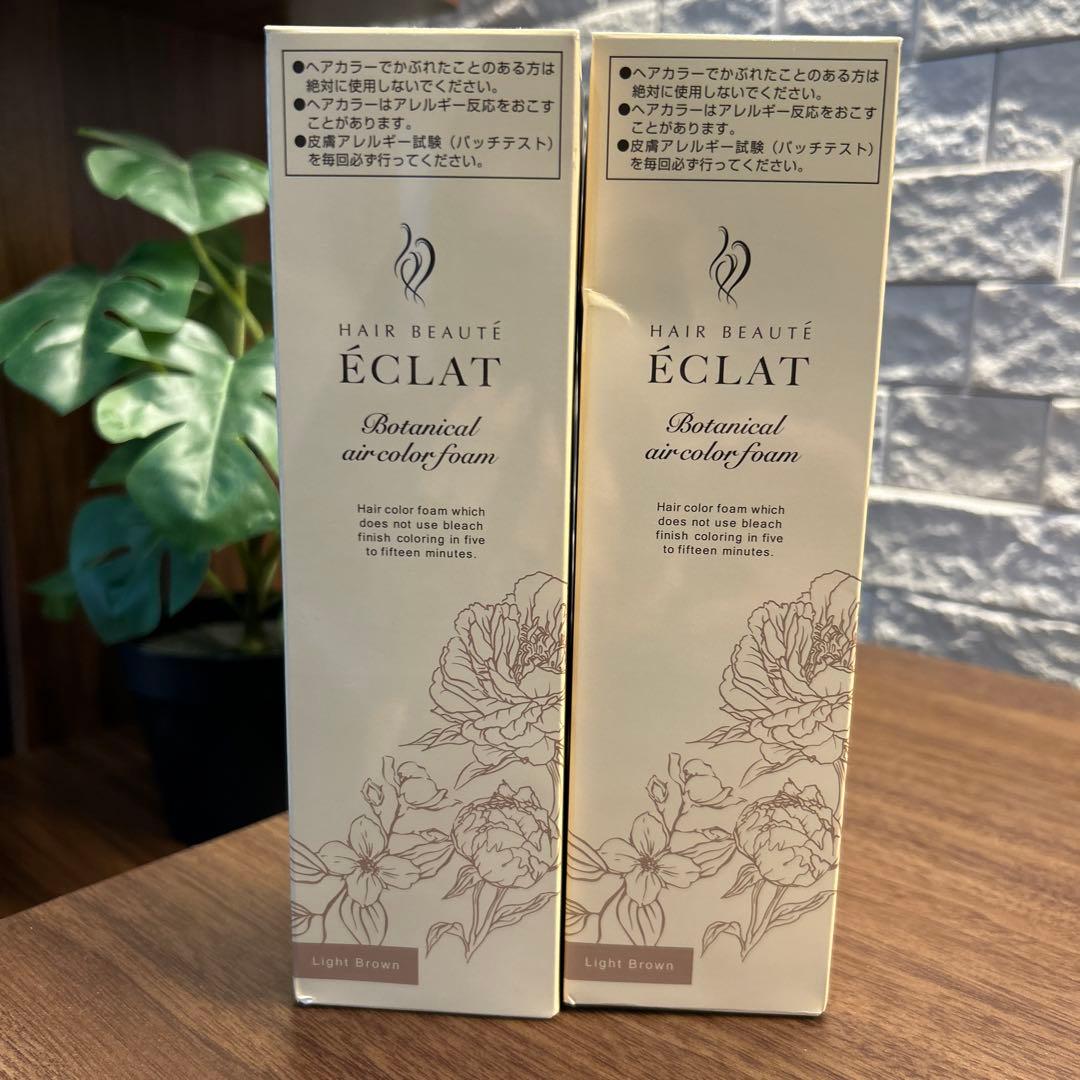 ●ヘアカラーでかぶれたことのある方は
絶対に使用しないでください。
●ヘアカラーはアレルギー反応をおこす
ことがあります。
●皮膚アレルギー試験（パッチテスト）
を毎回必ず行ってください。
HAIR BEAUTÉ
ÉCLAT
Botanical
air color foam
Hair color foam which
does not use bleach
finish coloring in five
to fifteen minutes.
Light Brown
●ヘアカラーでかぶれたことのある方は
絶対に使用しないでください。
●ヘアカラーはアレルギー反応をおこす
ことがあります。
●皮膚アレルギー試験（パッチテスト）
を毎回必ず行ってください。
HAIR BEAUTÉ
ÉCLAT
Botanical
air color foam
Hair color foam which
does not use bleach
finish coloring in five
to fifteen minutes.
Light Brown